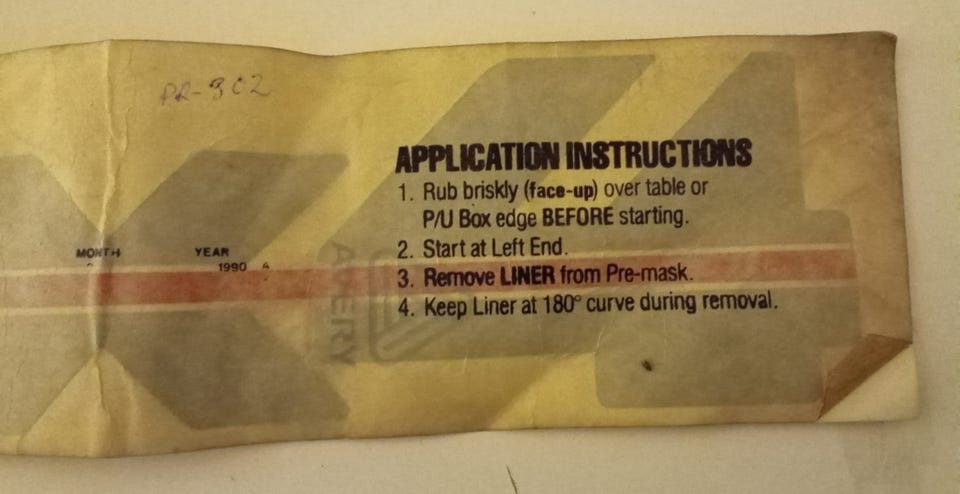 PR-302
APPLICATION INSTRUCTIONS
1. Rub briskly (face-up) over table or
P/U Box edge BEFORE starting.
2. Start at Left End.
3. Remove LINER from Pre-mask.
4. Keep Liner at 180° curve during removal.
MONTH YEAR
1990
AVERY